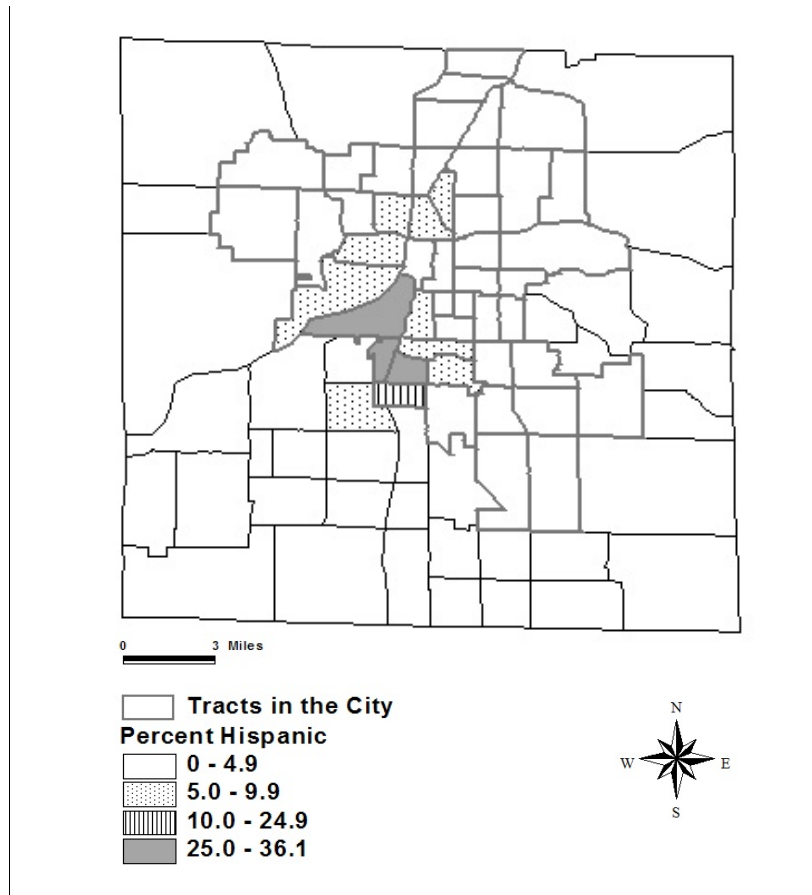 0 3 Miles
Tracts in the City
Percent Hispanic
0 - 4.9
5.0 - 9.9
10.0 - 24.9
25.0 - 36.1
N
W E
S